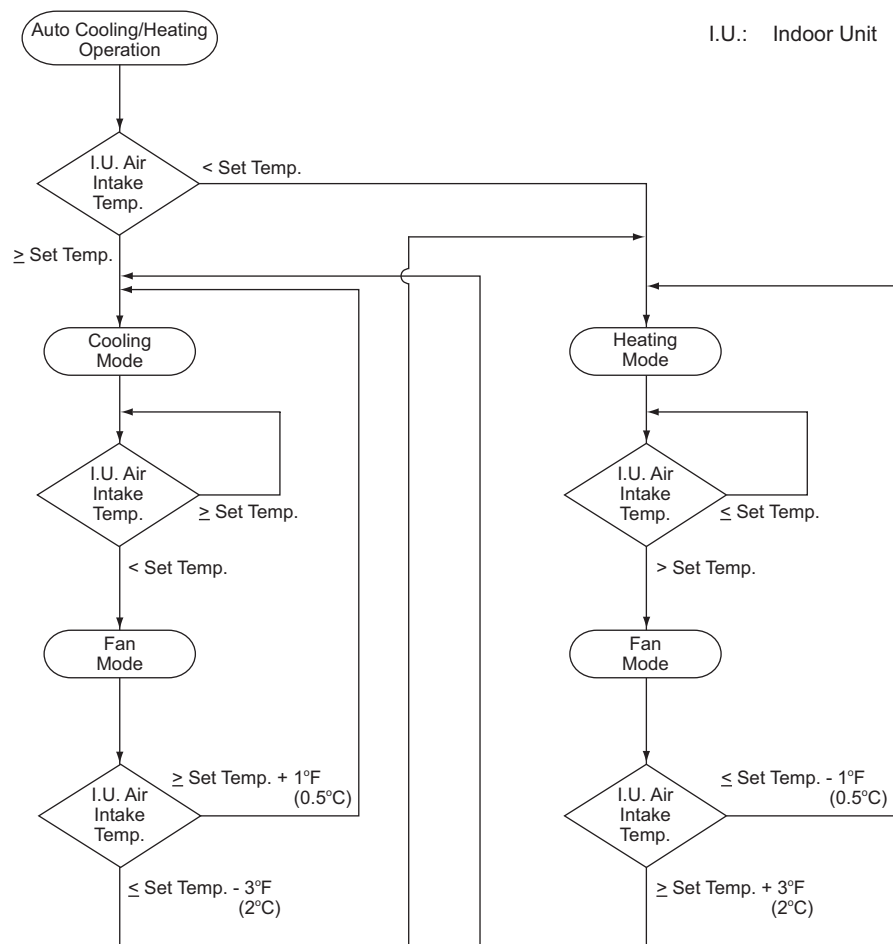 Auto Cooling/Heating
Operation
I.U.: Indoor Unit
I.U. Air
Intake
Temp.
< Set Temp.
≥ Set Temp.
Cooling
Mode
Heating
Mode
I.U. Air
Intake
Temp.
≥ Set Temp.
I.U. Air
Intake
Temp.
≤ Set Temp.
< Set Temp.
> Set Temp.
Fan
Mode
Fan
Mode
≥ Set Temp. + 1°F
(0.5°C)
I.U. Air
Intake
Temp.
≤ Set Temp. - 1°F
(0.5°C)
I.U. Air
Intake
Temp.
≤ Set Temp. - 3°F
(2°C)
≥ Set Temp. + 3°F
(2°C)